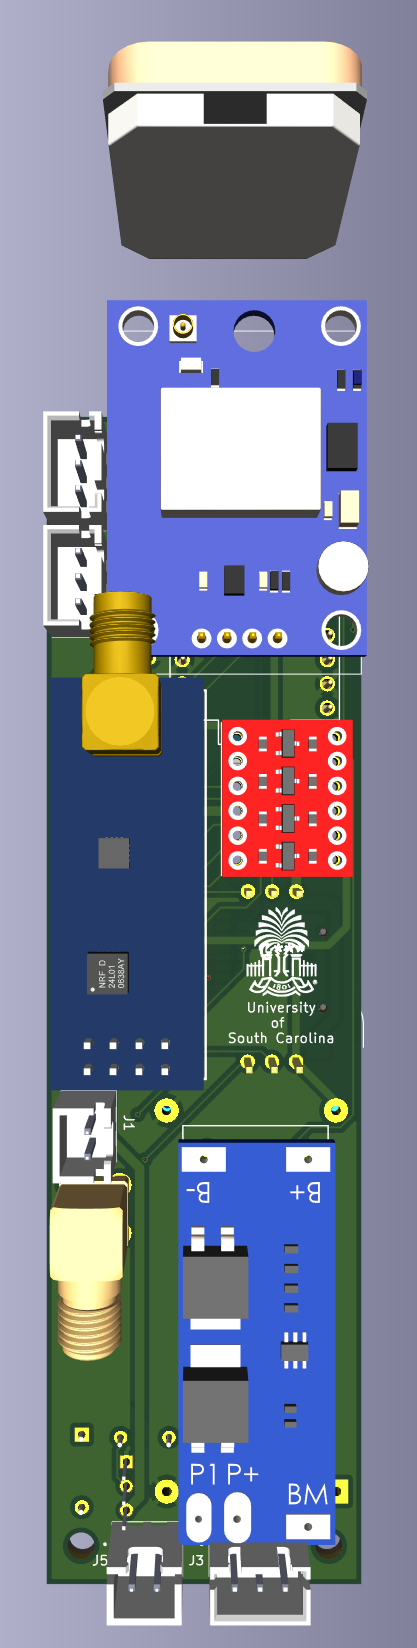 NRF D
24L01
0638AY
1801
University
of
South Carolina
J1
B-
B+
P1 P+
BM
J5
J3